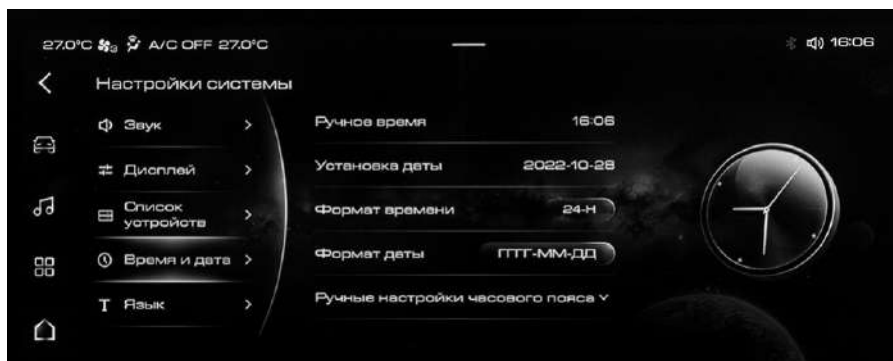 27.0°C 3 A/C OFF 27.0°C
16:06
Настройки системы
Звук
Ручное время 16:06
Дисплей
Установка даты 2022-10-28
Список
устройств
Формат времени 24-H
Время и дата
Формат даты ГГГГ-ММ-ДД
T Язык
Ручные настройки часового пояса